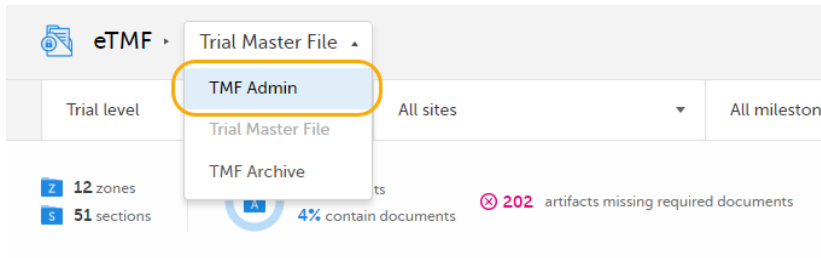 eTMF ▸ Trial Master File ▴
TMF Admin
Trial level
All sites
All mileston
Trial Master File
TMF Archive
Z 12 zones
ts
S 51 sections
A
4% contain documents
202 artifacts missing required documents